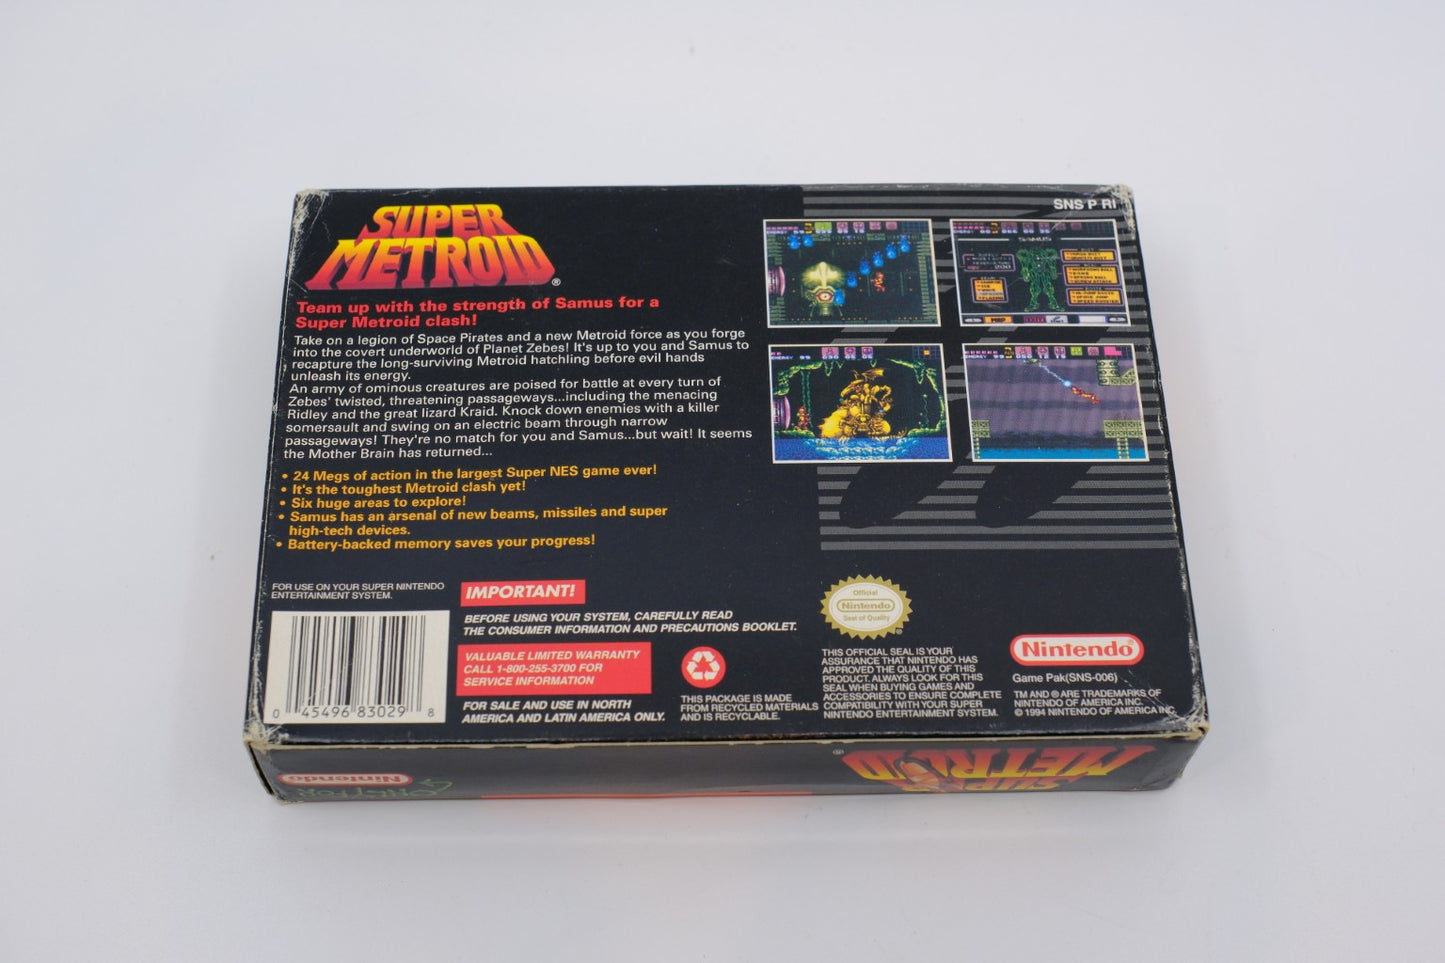 SUPER
METROID®
Team up with the strength of Samus for a
Super Metroid clash!
Take on a legion of Space Pirates and a new Metroid force as you forge
into the covert underworld of Planet Zebes! It's up to you and Samus to
recapture the long-surviving Metroid hatchling before evil hands
unleash its energy.
An army of ominous creatures are poised for battle at every turn of
Zebes' twisted, threatening passageways...including the menacing
Ridley and the great lizard Kraid. Knock down enemies with a killer
somersault and swing on an electric beam through narrow
passageways! They're no match for you and Samus...but wait! It seems
the Mother Brain has returned...
• 24 Megs of action in the largest Super NES game ever!
• It's the toughest Metroid clash yet!
• Six huge areas to explore!
• Samus has an arsenal of new beams, missiles and super
high-tech devices.
• Battery-backed memory saves your progress!
SNS P RI
SAMUS
FOR USE ON YOUR SUPER NINTENDO
ENTERTAINMENT SYSTEM.
0 45496 83029 8
IMPORTANT!
BEFORE USING YOUR SYSTEM, CAREFULLY READ
THE CONSUMER INFORMATION AND PRECAUTIONS BOOKLET.
VALUABLE LIMITED WARRANTY
CALL 1-800-255-3700 FOR
SERVICE INFORMATION
FOR SALE AND USE IN NORTH
AMERICA AND LATIN AMERICA ONLY.
THIS PACKAGE IS MADE
FROM RECYCLED MATERIALS
AND IS RECYCLABLE.
Official
Nintendo
Seal of Quality
®
THIS OFFICIAL SEAL IS YOUR
ASSURANCE THAT NINTENDO HAS
APPROVED THE QUALITY OF THIS
PRODUCT. ALWAYS LOOK FOR THIS
SEAL WHEN BUYING GAMES AND
ACCESSORIES TO ENSURE COMPLETE
COMPATIBILITY WITH YOUR SUPER
NINTENDO ENTERTAINMENT SYSTEM.
Nintendo®
Game Pak(SNS-006)
TM AND ® ARE TRADEMARKS OF
NINTENDO OF AMERICA INC.
© 1994 NINTENDO OF AMERICA INC.
Nintendo
SUPER
METROID®